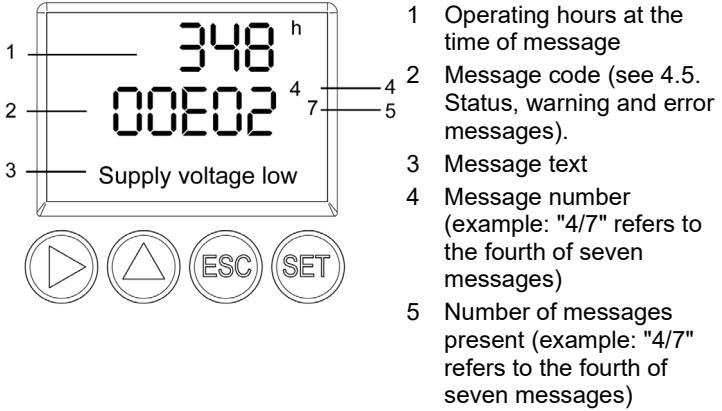 348 h
1
00E02 4
7
2
4
5
Supply voltage low
3
ESC SET
1 Operating hours at the
time of message
2 Message code (see 4.5.
Status, warning and error
messages).
3 Message text
4 Message number
(example: "4/7" refers to
the fourth of seven
messages)
5 Number of messages
present (example: "4/7"
refers to the fourth of
seven messages)